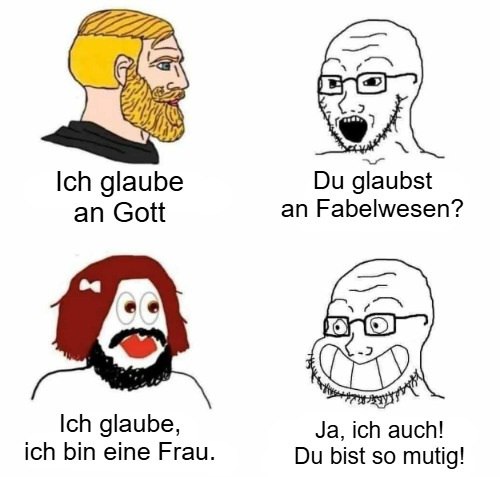 Ich glaube
an Gott
Du glaubst
an Fabelwesen?
Ich glaube,
ich bin eine Frau.
Ja, ich auch!
Du bist so mutig!